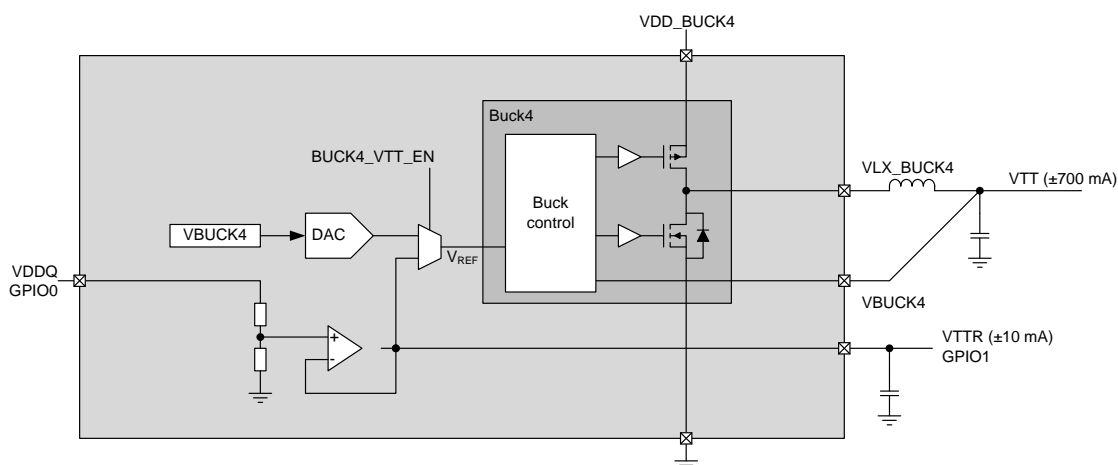 VDD_BUCK4
Buck4
BUCK4_VTT_EN
VLX_BUCK4
VTT (±700 mA)
Buck
control
VBUCK4
DAC
VREF
VDDQ
GPIO0
VBUCK4
+
-
VTTR (±10 mA)
GPIO1